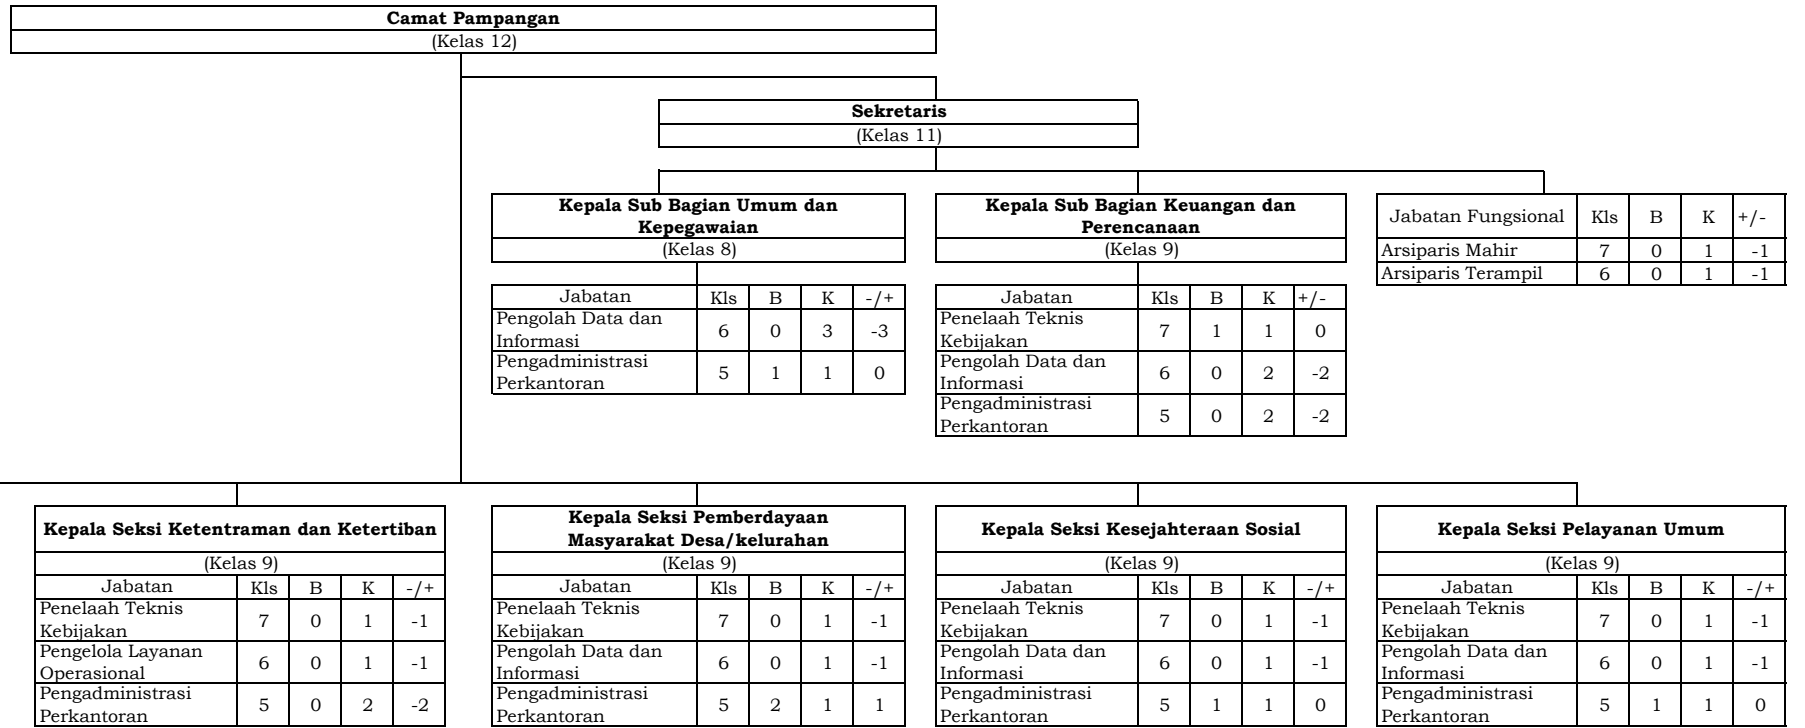 Camat Pampangan
(Kelas 12)
Sekretaris
(Kelas 11)
Kepala Sub Bagian Umum dan
Kepegawaian
(Kelas 8)
Jabatan Kls B K -/+
Pengolah Data dan
Informasi 6 0 3 -3
Pengadministrasi
Perkantoran 5 1 1 0
Kepala Sub Bagian Keuangan dan
Perencanaan
(Kelas 9)
Jabatan Kls B K +/-
Penelaah Teknis
Kebijakan 7 1 1 0
Pengolah Data dan
Informasi 6 0 2 -2
Pengadministrasi
Perkantoran 5 0 2 -2
Jabatan Fungsional Kls B K +/-
Arsiparis Mahir 7 0 1 -1
Arsiparis Terampil 6 0 1 -1
Kepala Seksi Ketentraman dan Ketertiban
(Kelas 9)
Jabatan Kls B K -/+
Penelaah Teknis
Kebijakan 7 0 1 -1
Pengelola Layanan
Operasional 6 0 1 -1
Pengadministrasi
Perkantoran 5 0 2 -2
Kepala Seksi Pemberdayaan
Masyarakat Desa/kelurahan
(Kelas 9)
Jabatan Kls B K -/+
Penelaah Teknis
Kebijakan 7 0 1 -1
Pengolah Data dan
Informasi 6 0 1 -1
Pengadministrasi
Perkantoran 5 2 1 1
Kepala Seksi Kesejahteraan Sosial
(Kelas 9)
Jabatan Kls B K -/+
Penelaah Teknis
Kebijakan 7 0 1 -1
Pengolah Data dan
Informasi 6 0 1 -1
Pengadministrasi
Perkantoran 5 1 1 0
Kepala Seksi Pelayanan Umum
(Kelas 9)
Jabatan Kls B K -/+
Penelaah Teknis
Kebijakan 7 0 1 -1
Pengolah Data dan
Informasi 6 0 1 -1
Pengadministrasi
Perkantoran 5 1 1 0